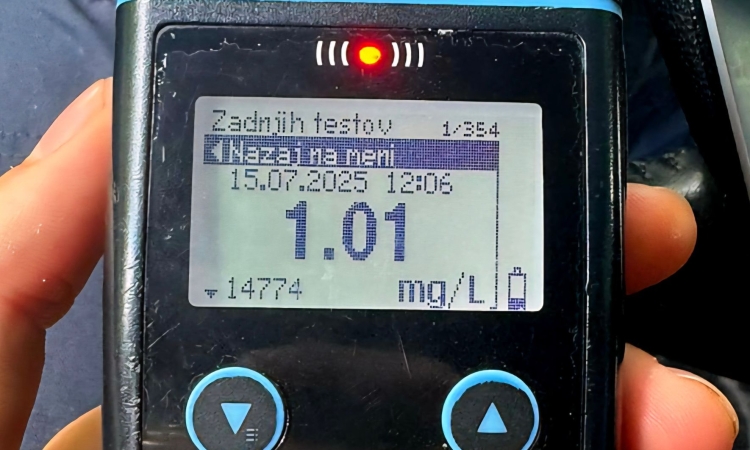 Zadnjih testov 1/354
Nazaj na meni
15.07.2025 12:06
1.01
14774 mg/L